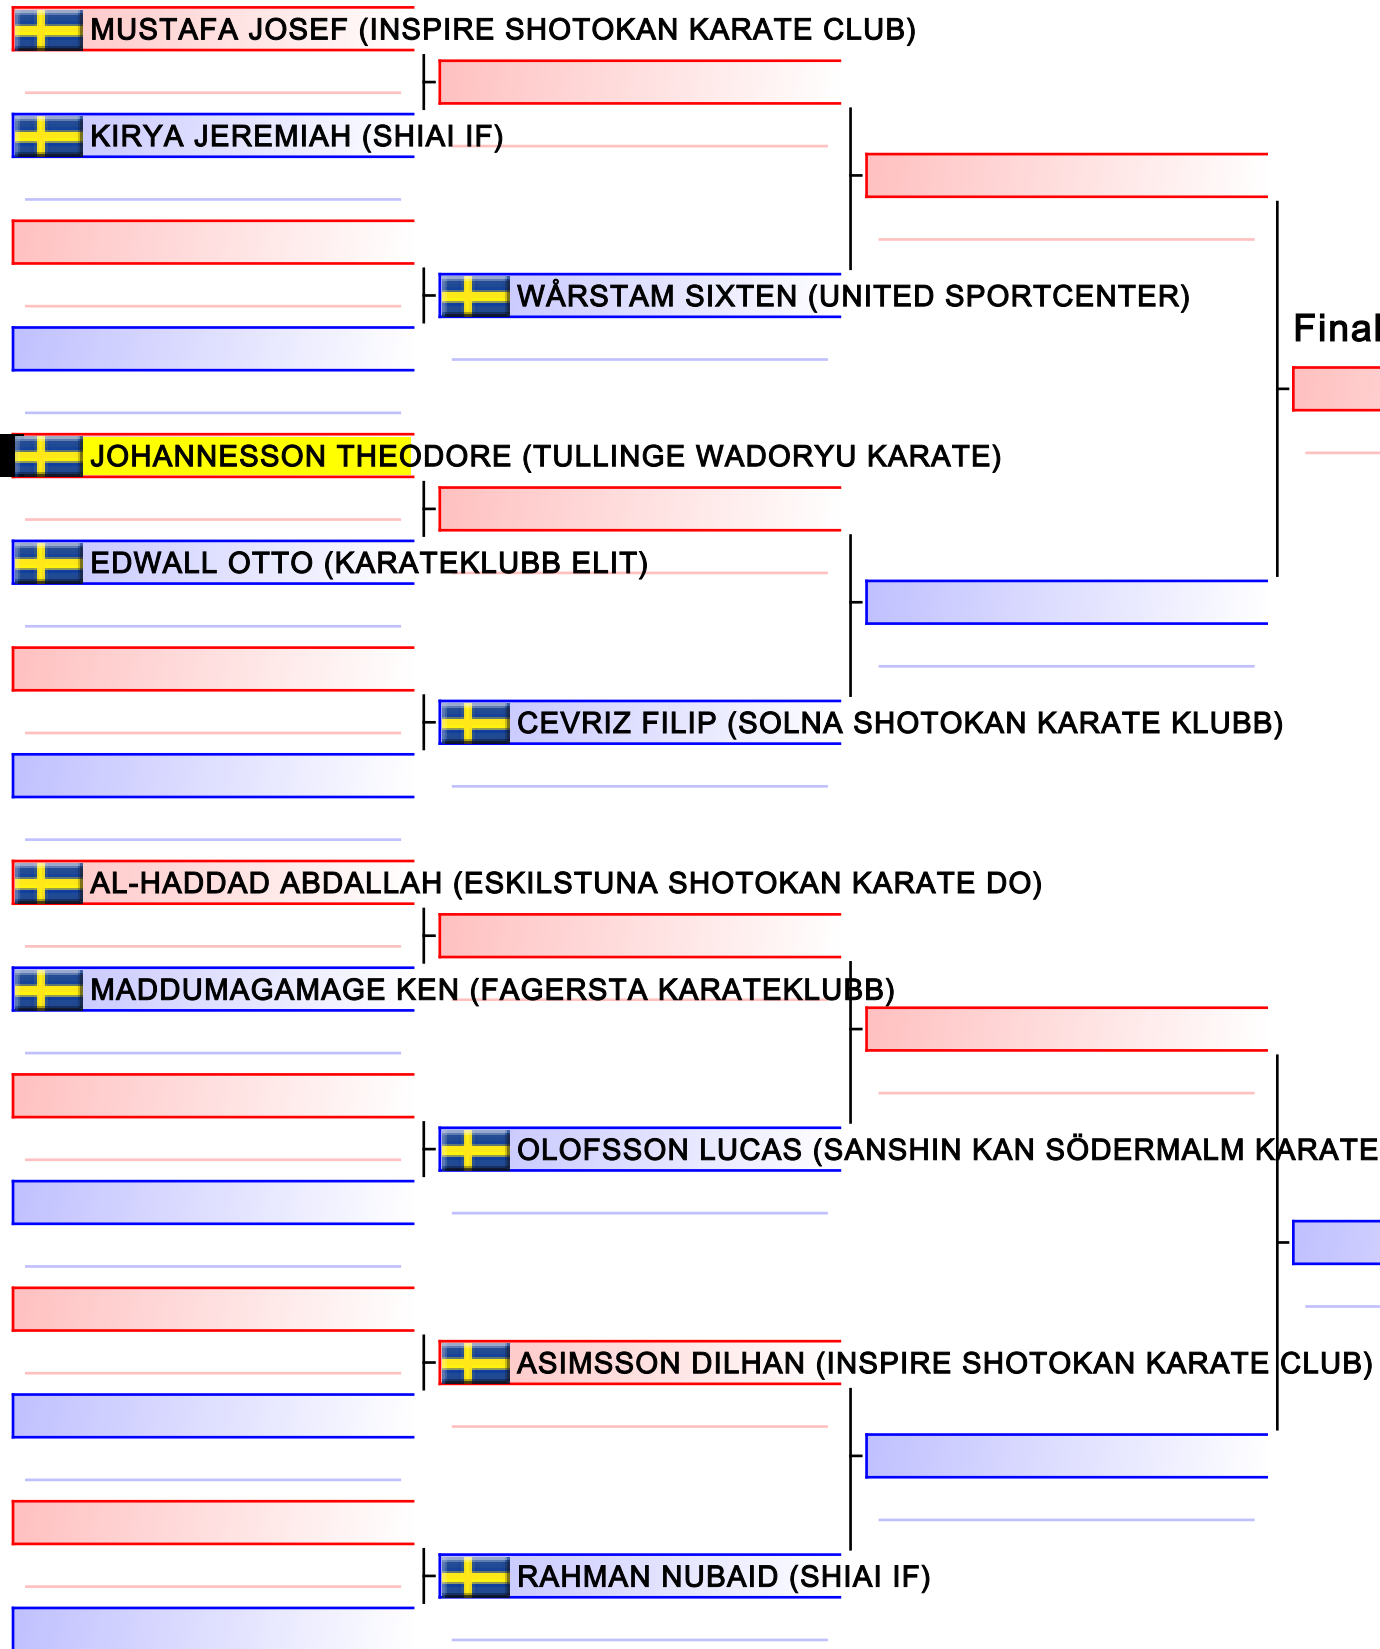 MUSTAFA JOSEF (INSPIRE SHOTOKAN KARATE CLUB)
KIRYA JEREMIAH (SHIAI IF)
WÅRSTAM SIXTEN (UNITED SPORTCENTER)
Final
JOHANNESSON THEODORE (TULLINGE WADORYU KARATE)
EDWALL OTTO (KARATEKLUBB ELIT)
CEVRIZ FILIP (SOLNA SHOTOKAN KARATE KLUBB)
AL-HADDAD ABDALLAH (ESKILSTUNA SHOTOKAN KARATE DO)
MADDUMAGAMAGE KEN (FAGERSTA KARATEKLUBB)
OLOFSSON LUCAS (SANSHIN KAN SÖDERMALM KARATE
ASIMSSON DILHAN (INSPIRE SHOTOKAN KARATE CLUB)
RAHMAN NUBAID (SHIAI IF)